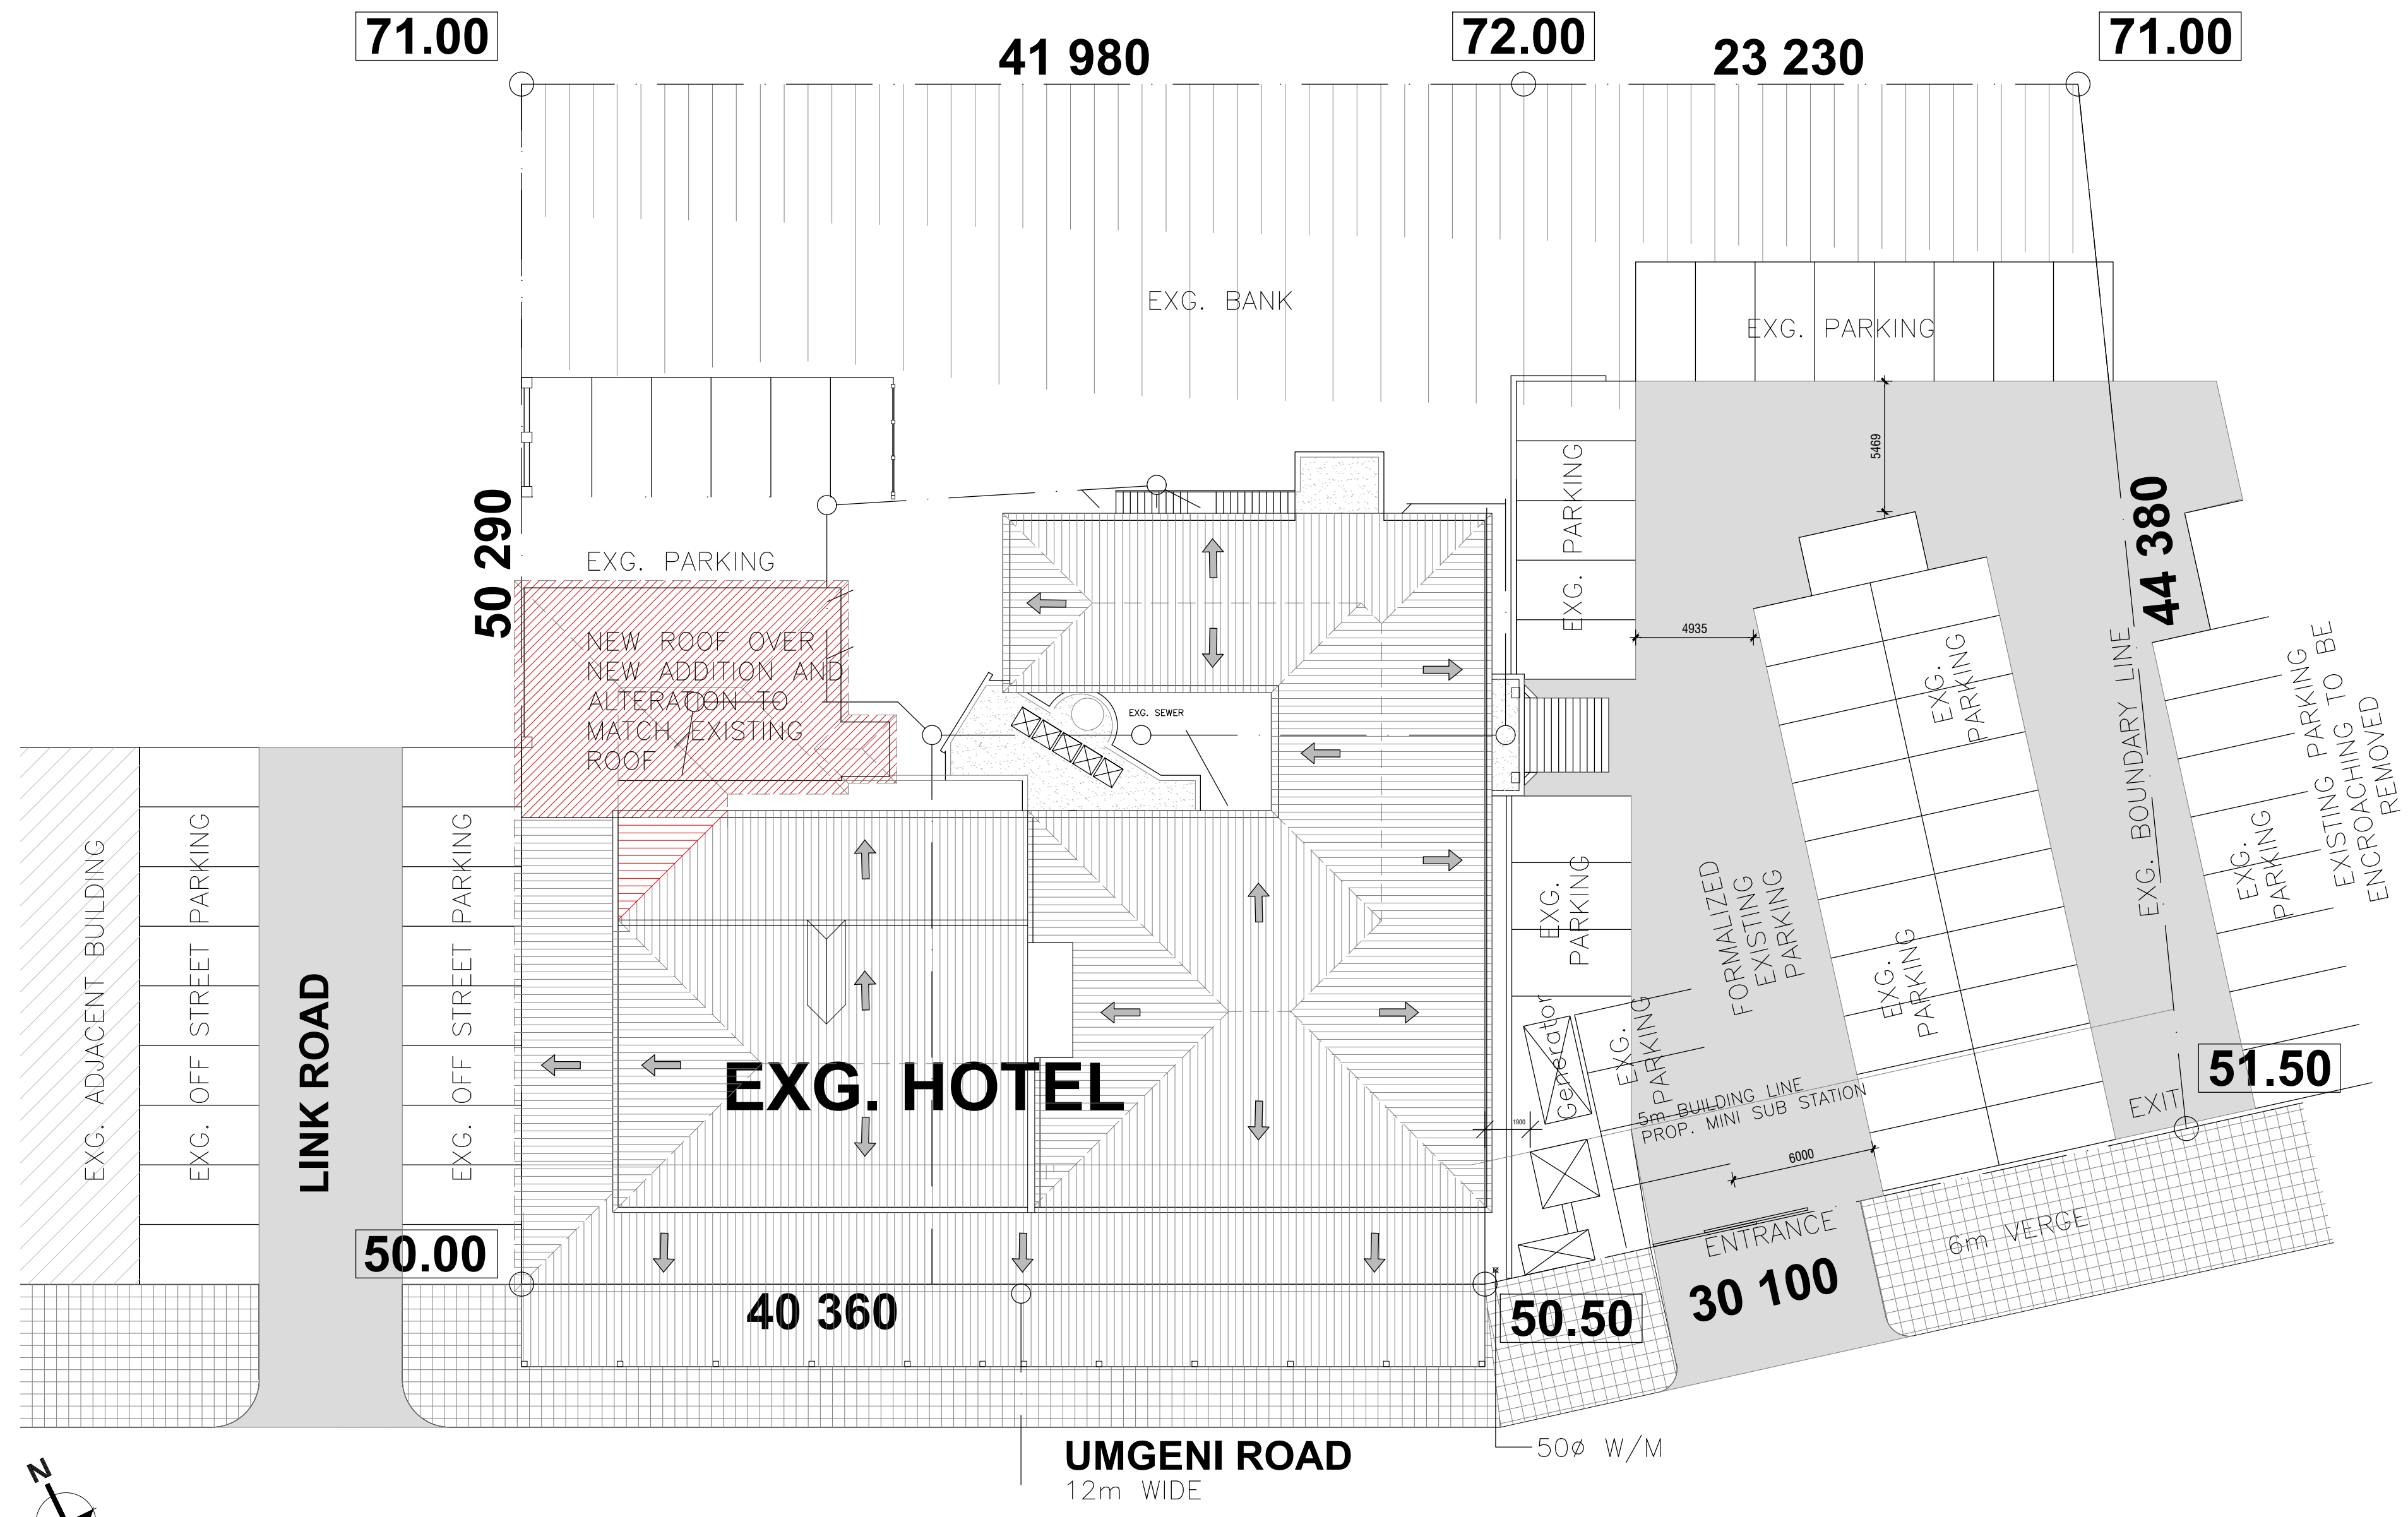 71.00
41 980
72.00
23 230
71.00
EXG. BANK
EXG. PARKING
5469
EXG. PARKING
44 380
50 290
EXG. PARKING
NEW ROOF OVER
NEW ADDITION AND
ALTERATION TO
MATCH EXISTING
ROOF
4935
EXG. SEWER
EXG.
PARKING
EXG. BOUNDARY LINE
EXISTING PARKING
ENCROACHING TO BE
REMOVED
EXG. ADJACENT BUILDING
EXG. OFF STREET PARKING
LINK ROAD
EXG. OFF STREET PARKING
EXG.
PARKING
FORMALIZED
EXISTING
PARKING
EXG.
PARKING
EXG.
PARKING
Generator
EXG.
PARKING
EXG. HOTEL
5m BUILDING LINE
PROP. MINI SUB STATION
1900
6000
51.50
EXIT
ENTRANCE
6m VERGE
50.00
40 360
50.50
30 100
UMGENI ROAD
12m WIDE
50ø W/M
N